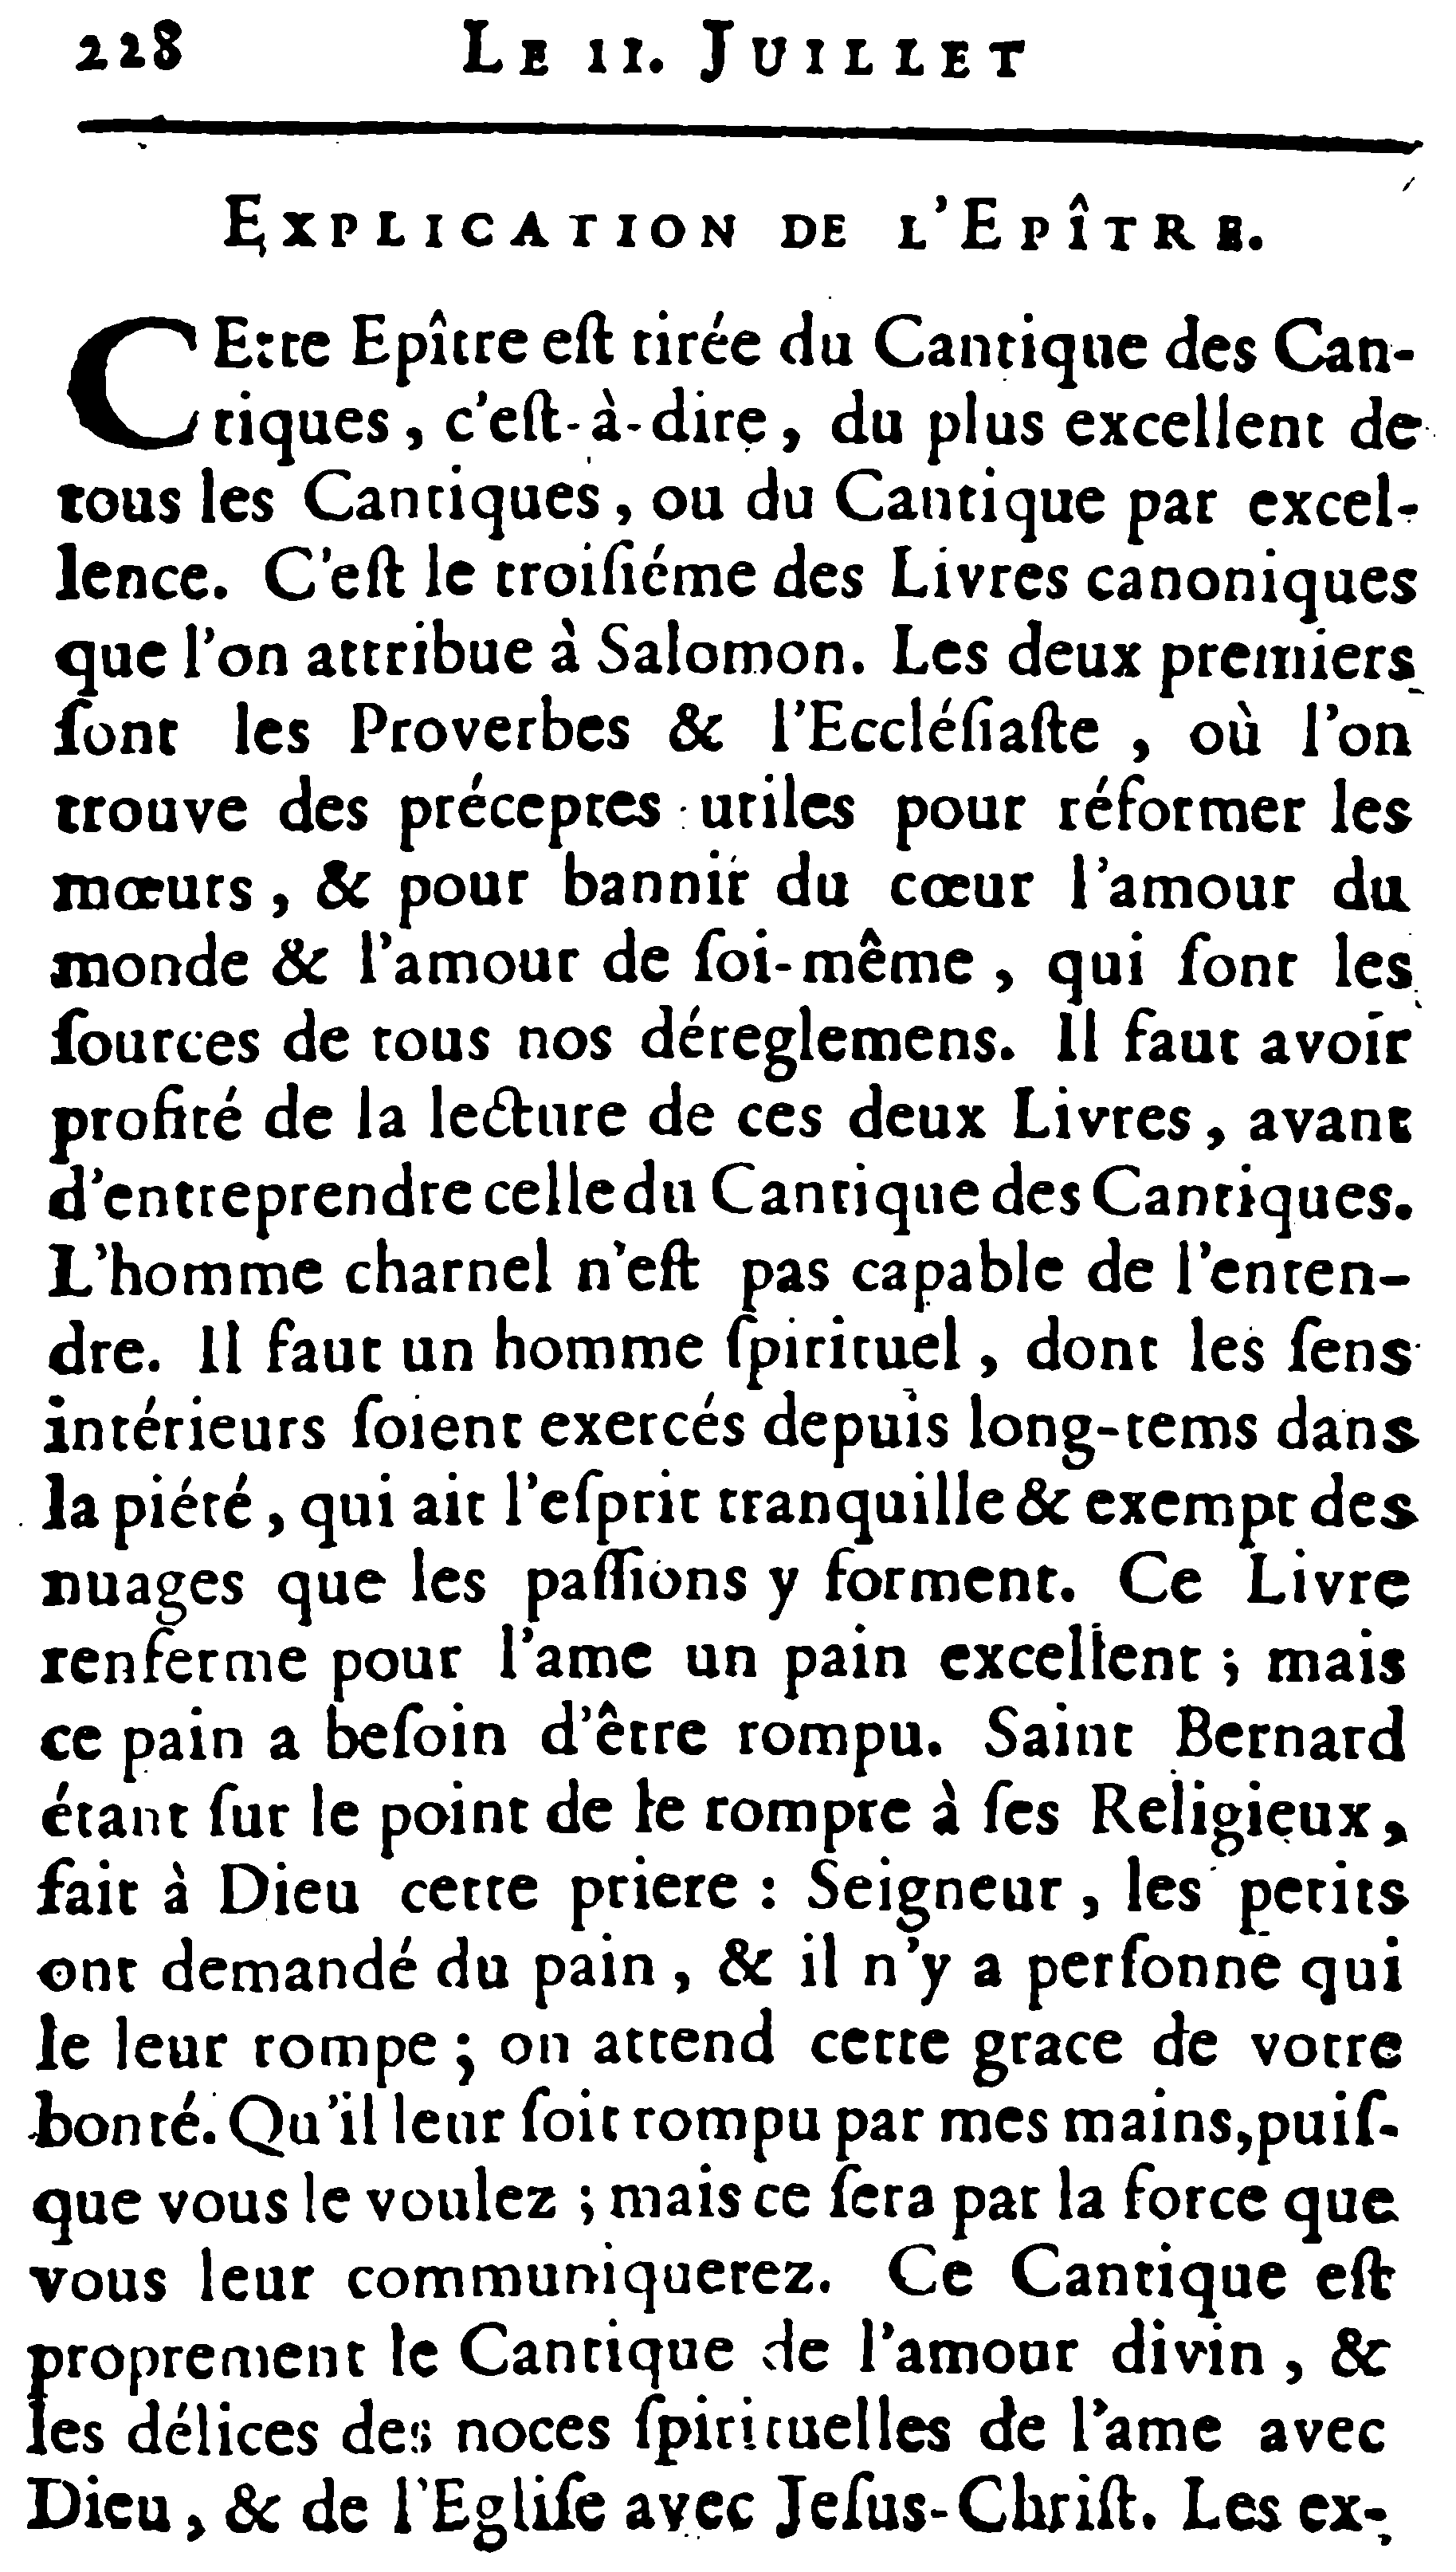 228 LE II. JUILLET
EXPLICATION DE L'EPÎTRE.
CEtte Epître eſt tirée du Cantique des Can-
tiques, c'eſt-à-dire, du plus excellent de
tous les Cantiques, ou du Cantique par excel-
lence. C'eſt le troiſiéme des Livres canoniques
que l'on attribue à Salomon. Les deux premiers
ſont les Proverbes & l'Eccléſiaſte, où l'on
trouve des préceptes utiles pour réformer les
mœurs, & pour bannir du cœur l'amour du
monde & l'amour de ſoi-même, qui ſont les
ſources de tous nos déreglemens. Il faut avoir
profité de la lecture de ces deux Livres, avant
d'entreprendre celle du Cantique des Cantiques.
L'homme charnel n'eſt pas capable de l'enten-
dre. Il faut un homme ſpirituel, dont les ſens
intérieurs ſoient exercés depuis long-tems dans
la piété, qui ait l'eſprit tranquille & exempt des
nuages que les paſſions y forment. Ce Livre
renferme pour l'ame un pain excellent; mais
ce pain a beſoin d'être rompu. Saint Bernard
étant ſur le point de le rompre à ſes Religieux,
fait à Dieu cette priere : Seigneur, les petits
ont demandé du pain, & il n'y a perſonne qui
le leur rompe; on attend cette grace de votre
bonté. Qu'il leur ſoit rompu par mes mains, puiſ-
que vous le voulez; mais ce ſera par la force que
vous leur communiquerez. Ce Cantique eſt
proprement le Cantique de l'amour divin, &
les délices des noces ſpirituelles de l'ame avec
Dieu, & de l'Egliſe avec Jeſus-Chriſt. Les ex-